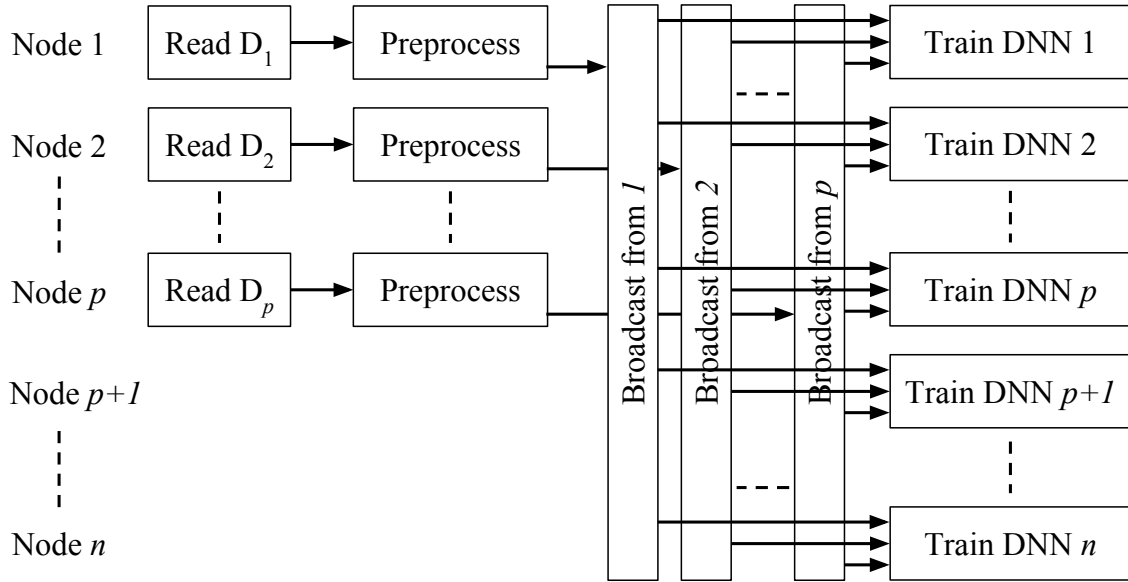 Node 1
Read D₁
Preprocess
Train DNN 1
Node 2
Read D₂
Preprocess
Train DNN 2
Node p
Read Dₚ
Preprocess
Train DNN p
Broadcast from 1
Broadcast from 2
Broadcast from p
Node p+1
Train DNN p+1
Node n
Train DNN n